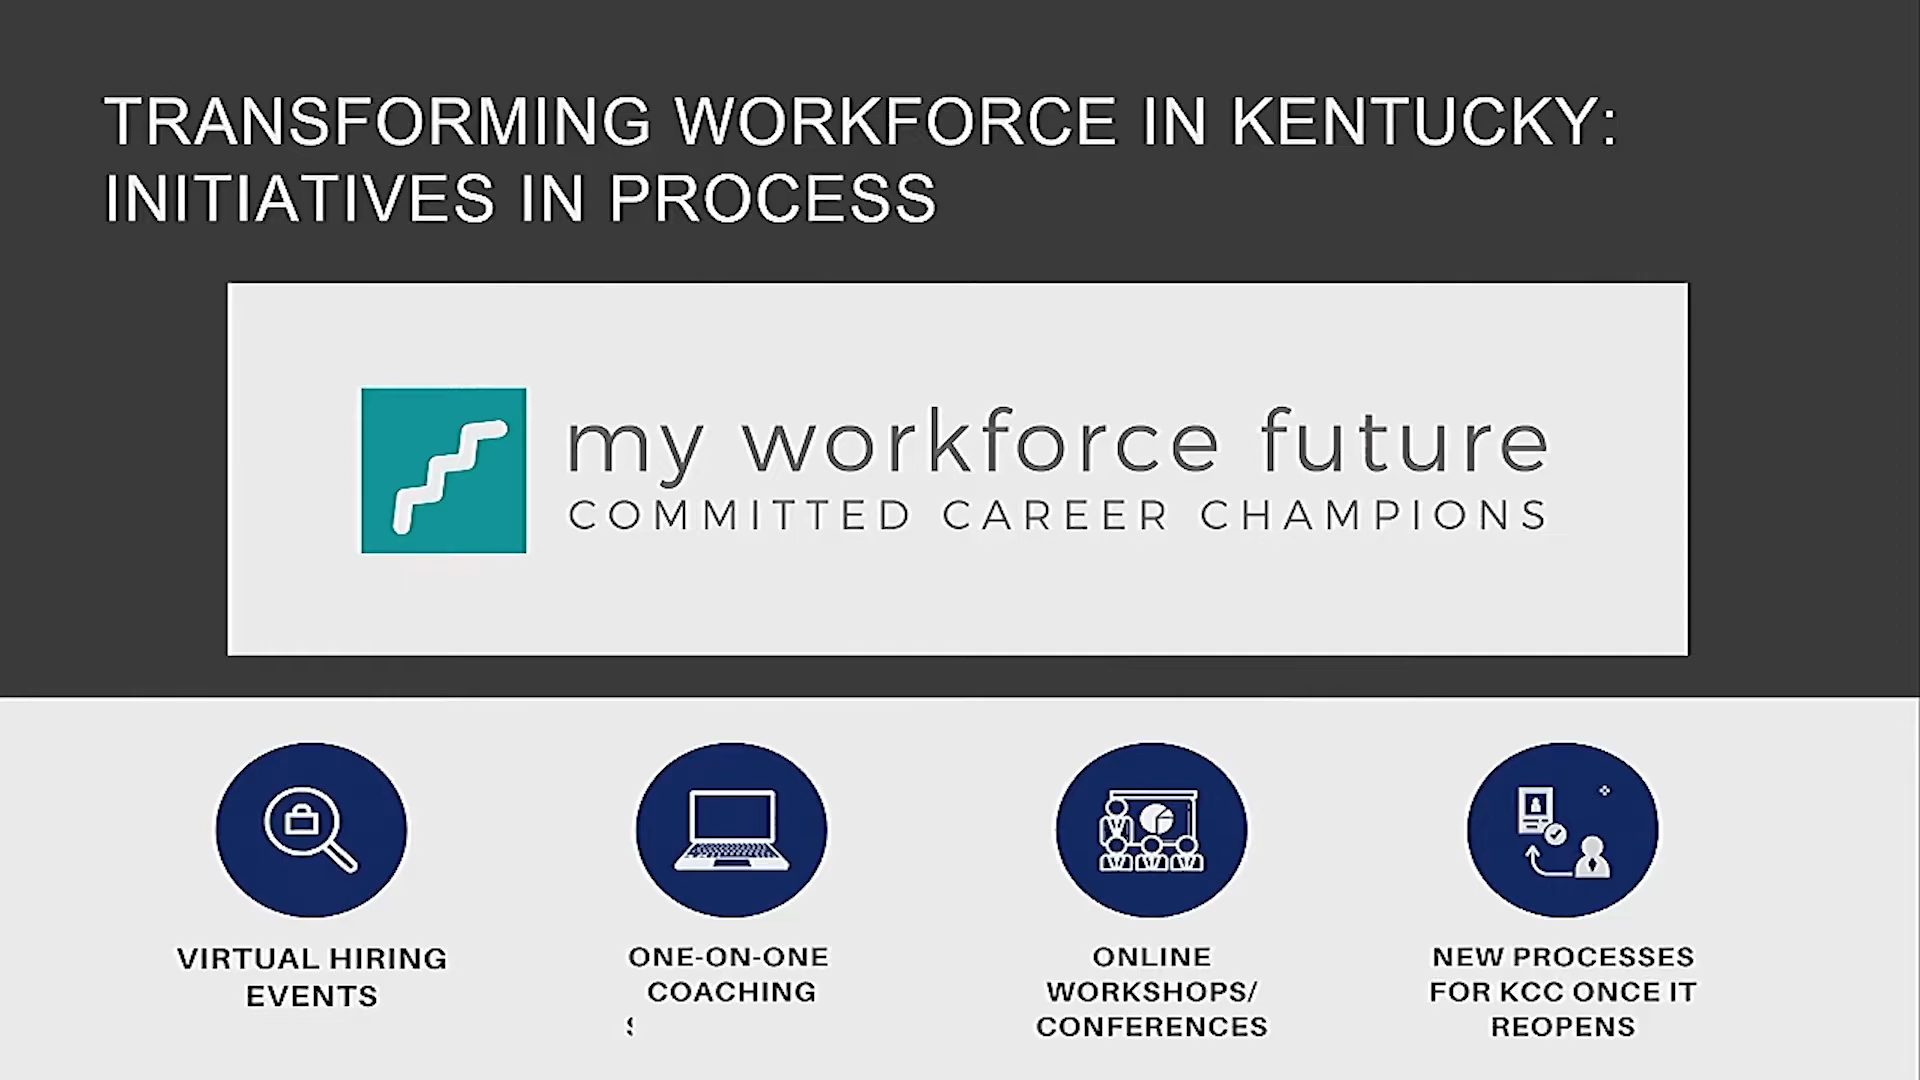 TRANSFORMING WORKFORCE IN KENTUCKY:
INITIATIVES IN PROCESS
my workforce future
COMMITTED CAREER CHAMPIONS
VIRTUAL HIRING
EVENTS
ONE-ON-ONE
COACHING
ONLINE
WORKSHOPS/
CONFERENCES
NEW PROCESSES
FOR KCC ONCE IT
REOPENS